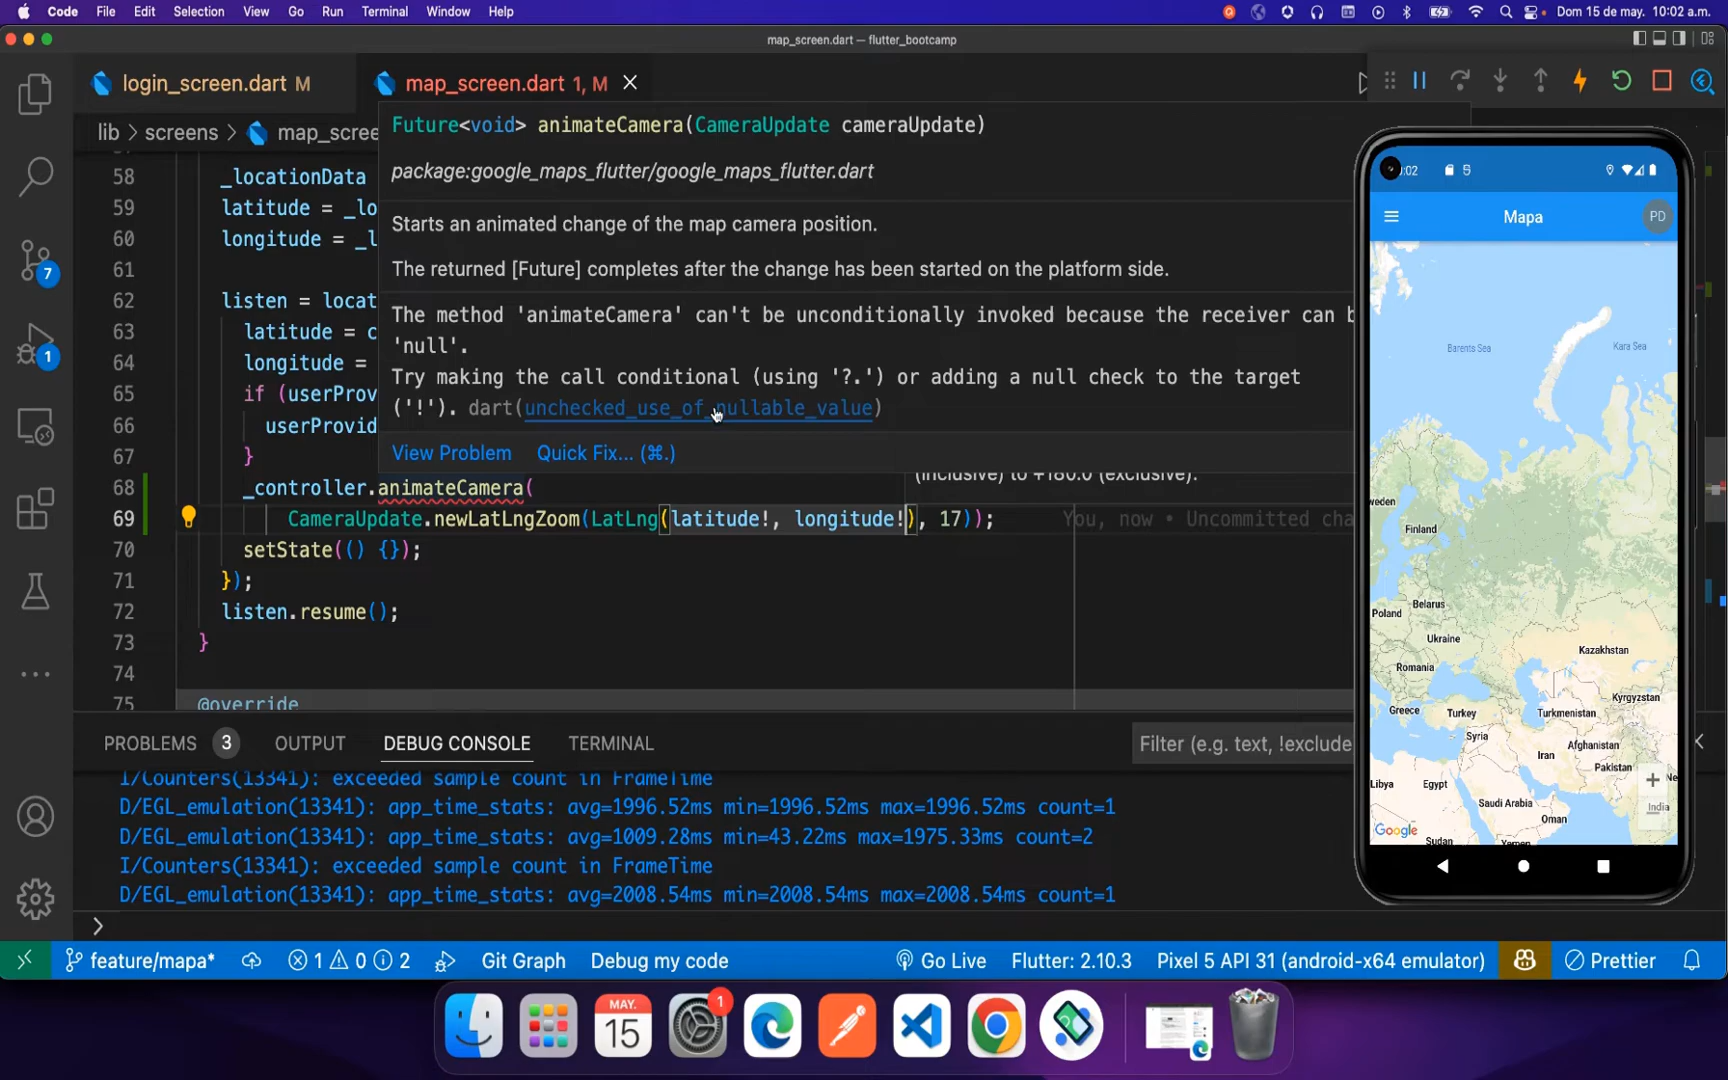 Code File Edit Selection View Go Run Terminal Window Help Dom 15 de may. 10:02 a.m.
map_screen.dart — flutter_bootcamp
login_screen.dart M map_screen.dart 1, M
lib > screens > map_scree
Future<void> animateCamera(CameraUpdate cameraUpdate)
package:google_maps_flutter/google_maps_flutter.dart
Starts an animated change of the map camera position.
The returned [Future] completes after the change has been started on the platform side.
The method 'animateCamera' can't be unconditionally invoked because the receiver can b
'null'.
Try making the call conditional (using '?.') or adding a null check to the target
('!'). dart(unchecked_use_of_nullable_value)
View Problem Quick Fix... (⌘.)
(inclusive) to +180.0 (exclusive).
58 _locationData
59 latitude = _lo
60 longitude = _l
61
62 listen = locat
63 latitude = c
64 longitude =
65 if (userProv
66 userProvid
67 }
68 _controller.animateCamera(
69 CameraUpdate.newLatLngZoom(LatLng(latitude!, longitude!), 17)); You, now • Uncommitted cha
70 setState(() {});
71 });
72 listen.resume();
73 }
74
75 @override
7
1
PROBLEMS 3 OUTPUT DEBUG CONSOLE TERMINAL Filter (e.g. text, !exclude
I/Counters(13341): exceeded sample count in FrameTime
D/EGL_emulation(13341): app_time_stats: avg=1996.52ms min=1996.52ms max=1996.52ms count=1
D/EGL_emulation(13341): app_time_stats: avg=1009.28ms min=43.22ms max=1975.33ms count=2
I/Counters(13341): exceeded sample count in FrameTime
D/EGL_emulation(13341): app_time_stats: avg=2008.54ms min=2008.54ms max=2008.54ms count=1
feature/mapa* 1 0 2 Git Graph Debug my code Go Live Flutter: 2.10.3 Pixel 5 API 31 (android-x64 emulator) Prettier
:02
Mapa PD
Barents Sea
Kara Sea
weden
Finland
Poland
Belarus
Ukraine
Kazakhstan
Romania
Kyrgyzstan
Greece
Turkey
Turkmenistan
Syria
Afghanistan
Iran
Pakistan
Libya
Egypt
India
Saudi Arabia
Oman
Google
Sudan
Yemen
MAY.
15
1